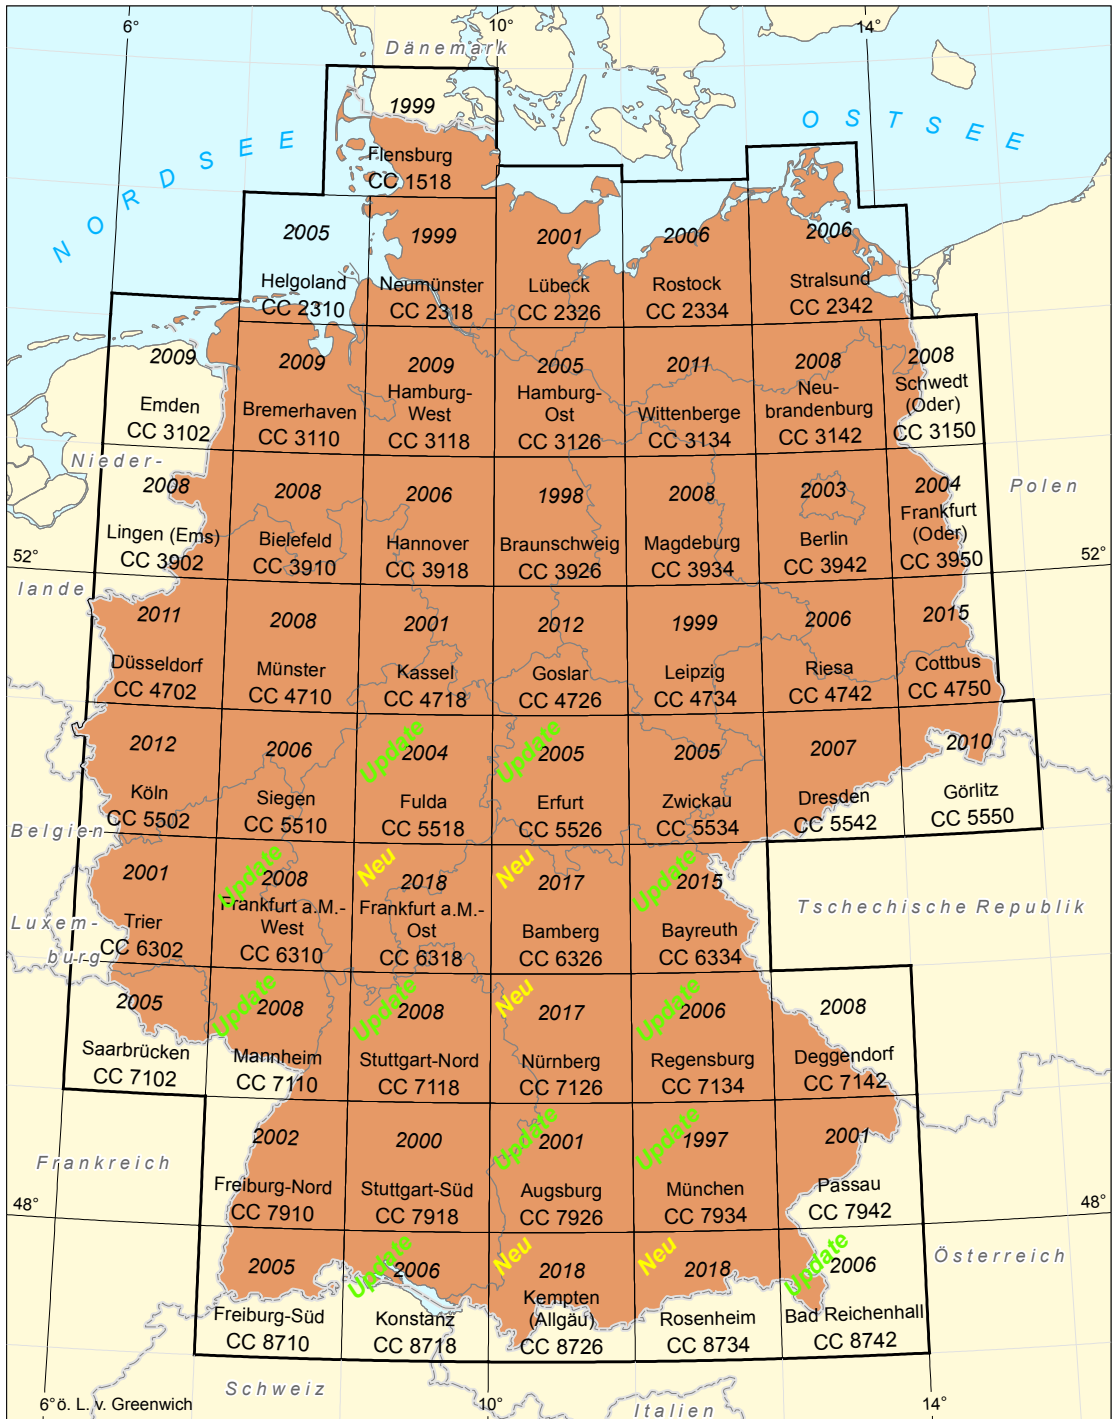 6°
10°
14°
Dänemark
NORDSEE
OSTSEE
1999
Flensburg
CC 1518
2005
Helgoland
CC 2310
1999
Neumünster
CC 2318
2001
Lübeck
CC 2326
2006
Rostock
CC 2334
2006
Stralsund
CC 2342
2009
Emden
CC 3102
2009
Bremerhaven
CC 3110
2009
Hamburg-
West
CC 3118
2005
Hamburg-
Ost
CC 3126
2011
Wittenberge
CC 3134
2008
Neu-
brandenburg
CC 3142
2008
Schwedt
(Oder)
CC 3150
Nieder-
lande
Polen
2008
Lingen (Ems)
CC 3902
2008
Bielefeld
CC 3910
2006
Hannover
CC 3918
1998
Braunschweig
CC 3926
2008
Magdeburg
CC 3934
2003
Berlin
CC 3942
2004
Frankfurt
(Oder)
CC 3950
52°
52°
2011
Düsseldorf
CC 4702
2008
Münster
CC 4710
2001
Kassel
CC 4718
2012
Goslar
CC 4726
1999
Leipzig
CC 4734
2006
Riesa
CC 4742
2015
Cottbus
CC 4750
2012
Köln
CC 5502
2006
Siegen
CC 5510
Update
2004
Fulda
CC 5518
Update
2005
Erfurt
CC 5526
2005
Zwickau
CC 5534
2007
Dresden
CC 5542
2010
Görlitz
CC 5550
Belgien
2001
Trier
CC 6302
Update
2008
Frankfurt a.M.-
West
CC 6310
Neu
2018
Frankfurt a.M.-
Ost
CC 6318
Neu
2017
Bamberg
CC 6326
Update
2015
Bayreuth
CC 6334
Tschechische Republik
Luxem-
burg
2005
Saarbrücken
CC 7102
Update
2008
Mannheim
CC 7110
Update
2008
Stuttgart-Nord
CC 7118
Neu
2017
Nürnberg
CC 7126
Update
2006
Regensburg
CC 7134
2008
Deggendorf
CC 7142
Frankreich
2002
Freiburg-Nord
CC 7910
2000
Stuttgart-Süd
CC 7918
Update
2001
Augsburg
CC 7926
Update
1997
München
CC 7934
2001
Passau
CC 7942
48°
48°
2005
Freiburg-Süd
CC 8710
Update
2006
Konstanz
CC 8718
Neu
2018
Kempten
(Allgäu)
CC 8726
Neu
2018
Rosenheim
CC 8734
Update
2006
Bad Reichenhall
CC 8742
Österreich
Schweiz
Italien
6° ö. L. v. Greenwich
10°
14°